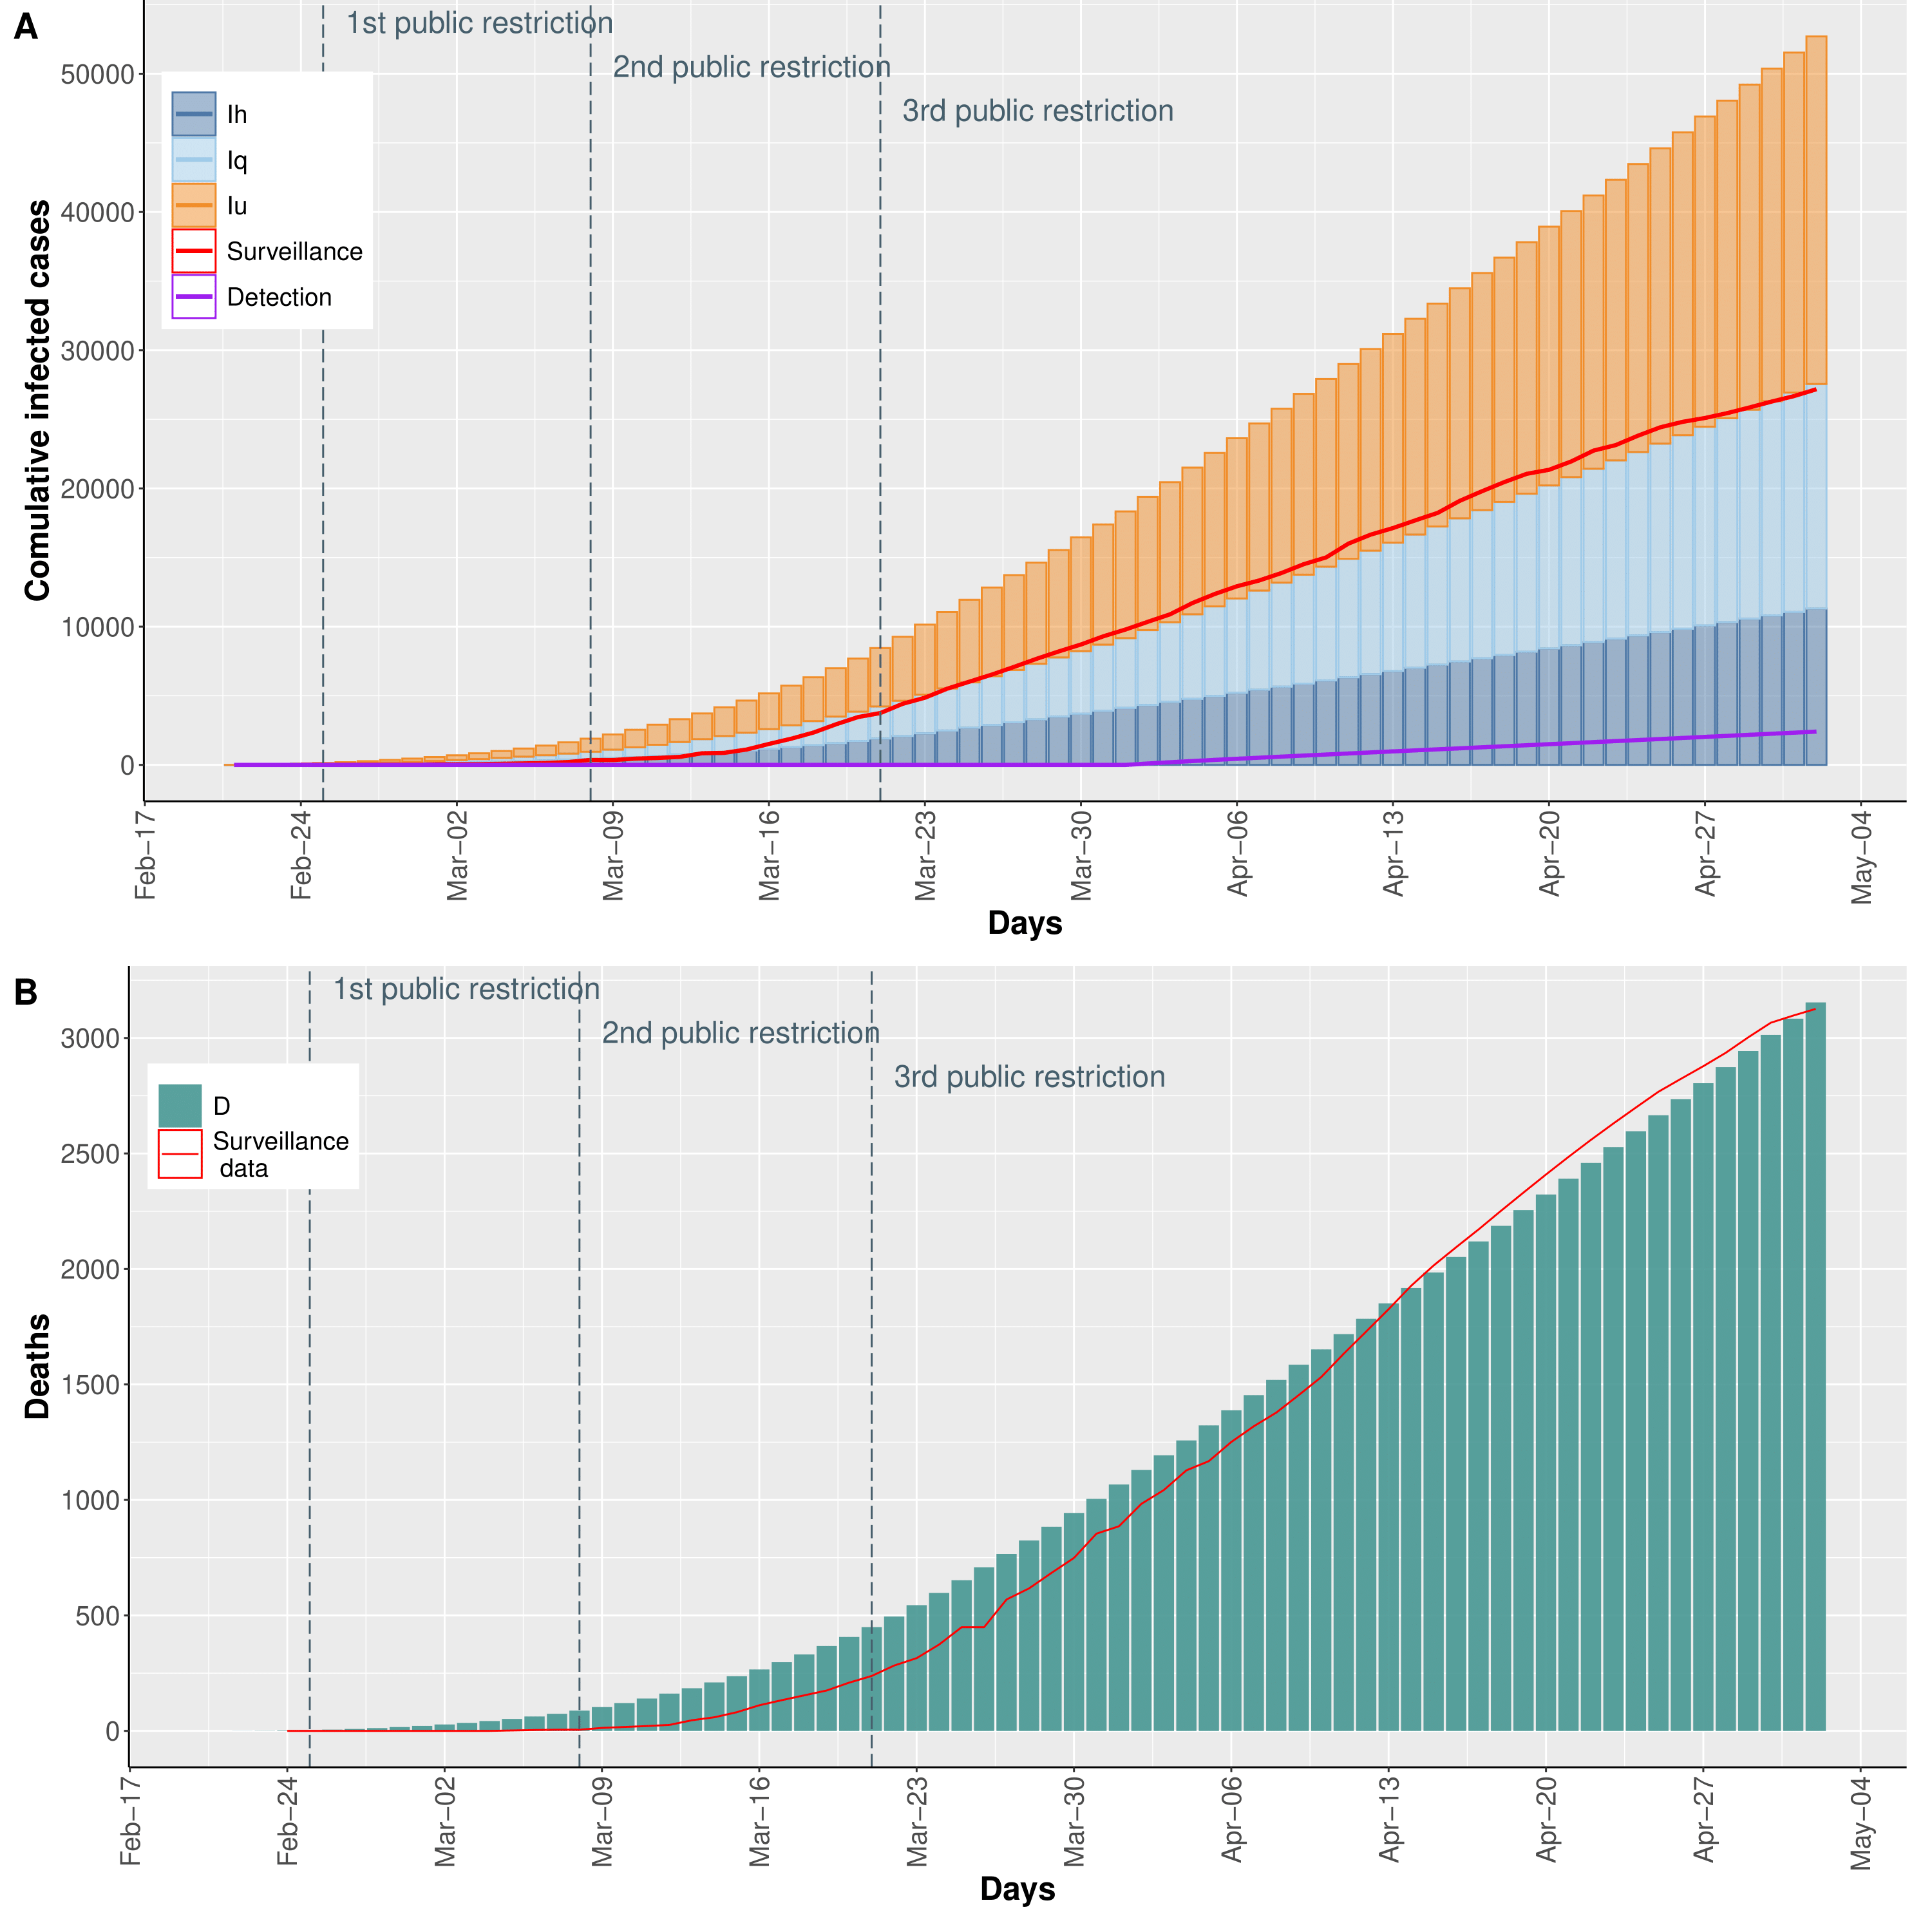 A
1st public restriction
2nd public restriction
3rd public restriction
Ih
Iq
Iu
Surveillance
Detection
Comulative infected cases
50000
40000
30000
20000
10000
0
Feb−17
Feb−24
Mar−02
Mar−09
Mar−16
Mar−23
Mar−30
Apr−06
Apr−13
Apr−20
Apr−27
May−04
Days
B
1st public restriction
2nd public restriction
3rd public restriction
D
Surveillance
data
Deaths
3000
2500
2000
1500
1000
500
0
Feb−17
Feb−24
Mar−02
Mar−09
Mar−16
Mar−23
Mar−30
Apr−06
Apr−13
Apr−20
Apr−27
May−04
Days